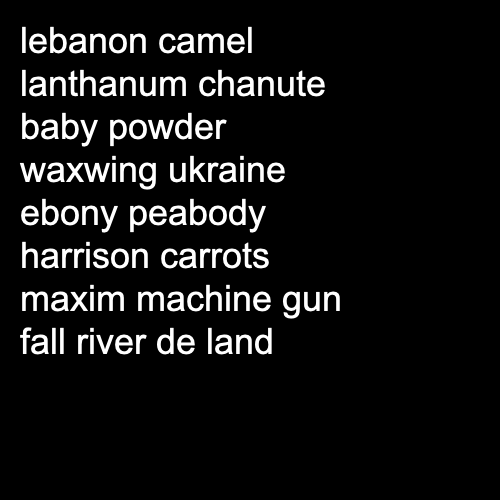 lebanon camel
lanthanum chanute
baby powder
waxwing ukraine
ebony peabody
harrison carrots
maxim machine gun
fall river de land